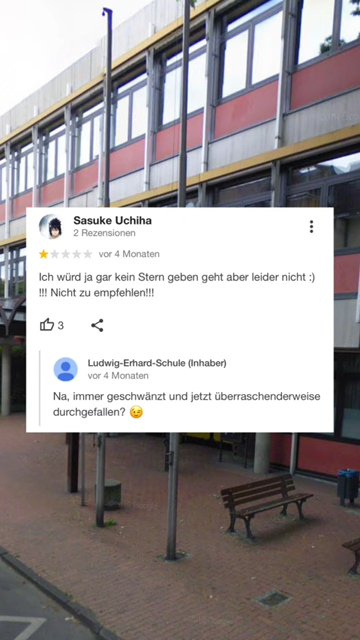 Sasuke Uchiha
2 Rezensionen
vor 4 Monaten
Ich würd ja gar kein Stern geben geht aber leider nicht :)
!!! Nicht zu empfehlen!!!
3
Ludwig-Erhard-Schule (Inhaber)
vor 4 Monaten
Na, immer geschwänzt und jetzt überraschenderweise
durchgefallen? 😉